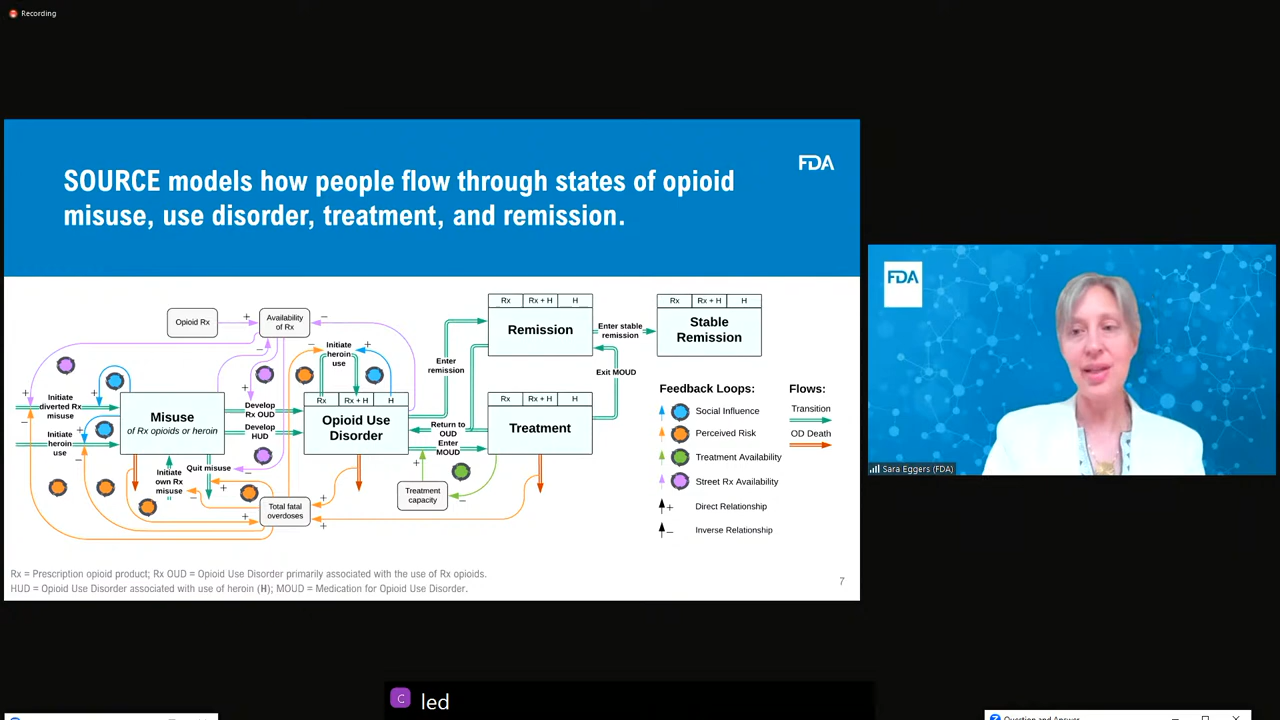 Recording
FDA
SOURCE models how people flow through states of opioid
misuse, use disorder, treatment, and remission.
Opioid Rx
+
Availability
of Rx
−
−
+
Initiate
diverted Rx
misuse
−
+
Initiate
heroin
use
+
−
Misuse
of Rx opioids or heroin
Initiate
own Rx
misuse
Quit misuse
−
+
−
+
+
Develop
Rx OUD
Develop
HUD
−
Initiate
heroin
use
+
Rx
Rx + H
H
Opioid Use
Disorder
Total fatal
overdoses
+
+
Enter
remission
Return to
OUD
Enter
MOUD
+
Treatment
capacity
−
Rx
Rx + H
H
Remission
Rx
Rx + H
H
Treatment
Exit MOUD
Enter stable
remission
Rx
Rx + H
H
Stable
Remission
Feedback Loops:
Social Influence
Perceived Risk
Treatment Availability
Street Rx Availability
+ Direct Relationship
− Inverse Relationship
Flows:
Transition
OD Death
Rx = Prescription opioid product; Rx OUD = Opioid Use Disorder primarily associated with the use of Rx opioids.
HUD = Opioid Use Disorder associated with use of heroin (H); MOUD = Medication for Opioid Use Disorder.
7
FDA
Sara Eggers (FDA)
C led
Question and Answer